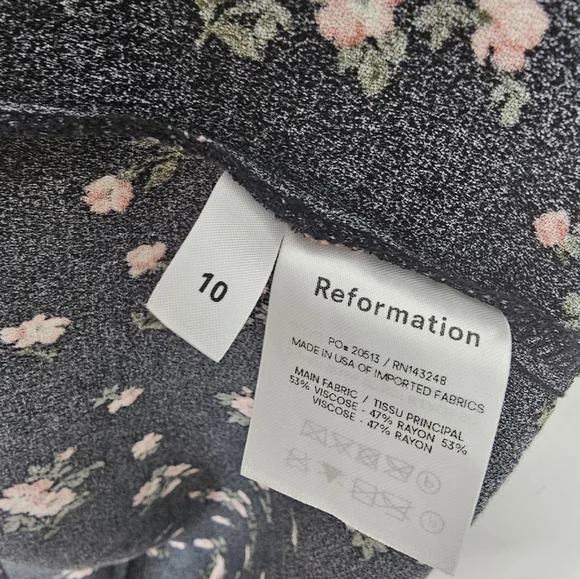 10
Reformation
PO# 20513 / RN143248
MADE IN USA OF IMPORTED FABRICS
MAIN FABRIC / TISSU PRINCIPAL
53% VISCOSE - 47% RAYON 53%
VISCOSE - 47% RAYON